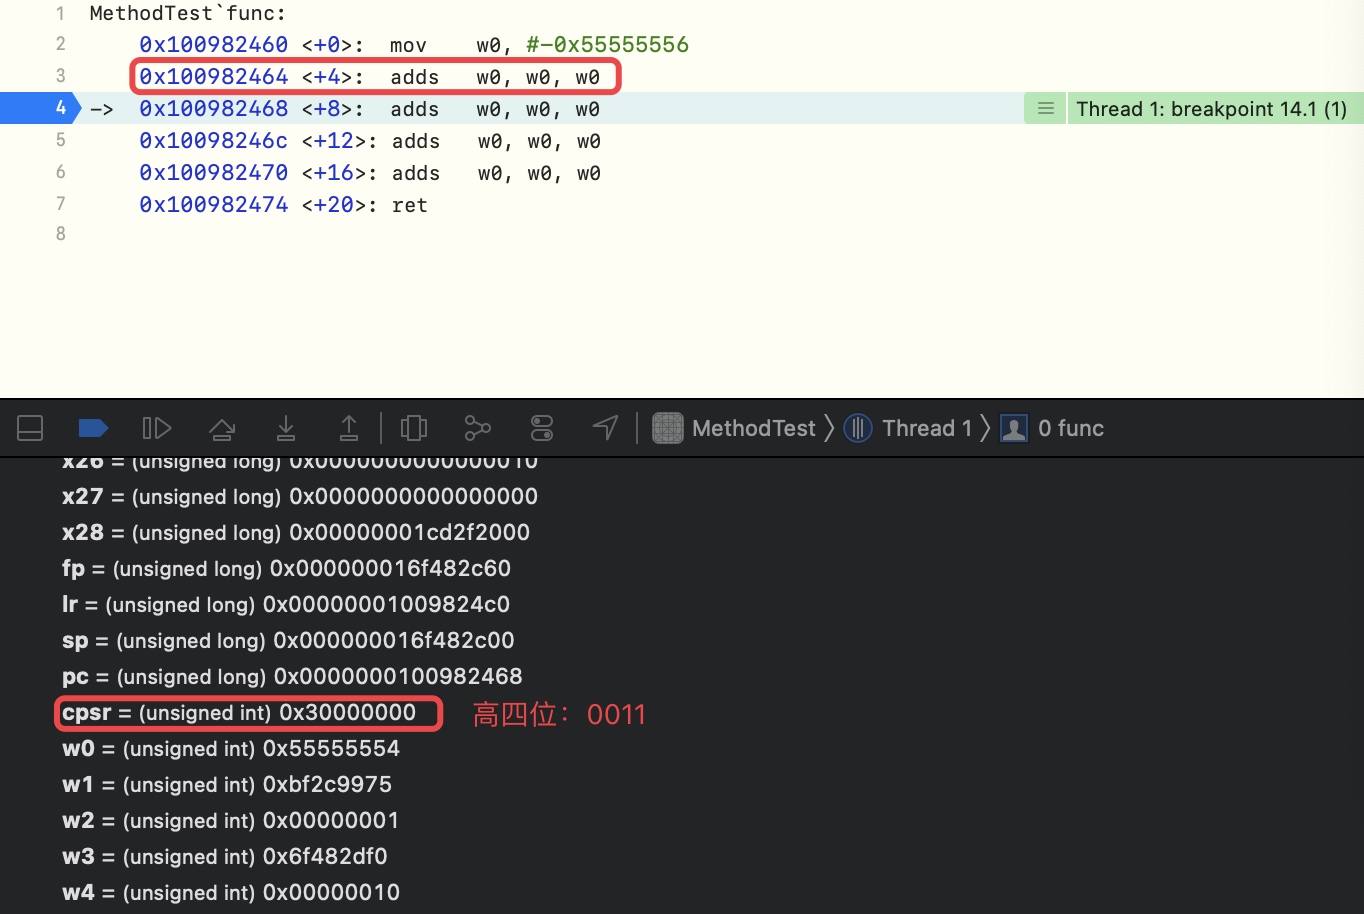 1 MethodTest`func:
2 0x100982460 <+0>: mov w0, #-0x55555556
3 0x100982464 <+4>: adds w0, w0, w0
4 -> 0x100982468 <+8>: adds w0, w0, w0 Thread 1: breakpoint 14.1 (1)
5 0x10098246c <+12>: adds w0, w0, w0
6 0x100982470 <+16>: adds w0, w0, w0
7 0x100982474 <+20>: ret
8
MethodTest 〉 Thread 1 〉 0 func
x26 = (unsigned long) 0x0000000000000010
x27 = (unsigned long) 0x0000000000000000
x28 = (unsigned long) 0x00000001cd2f2000
fp = (unsigned long) 0x000000016f482c60
lr = (unsigned long) 0x00000001009824c0
sp = (unsigned long) 0x000000016f482c00
pc = (unsigned long) 0x0000000100982468
cpsr = (unsigned int) 0x30000000 高四位：0011
w0 = (unsigned int) 0x55555554
w1 = (unsigned int) 0xbf2c9975
w2 = (unsigned int) 0x00000001
w3 = (unsigned int) 0x6f482df0
w4 = (unsigned int) 0x00000010